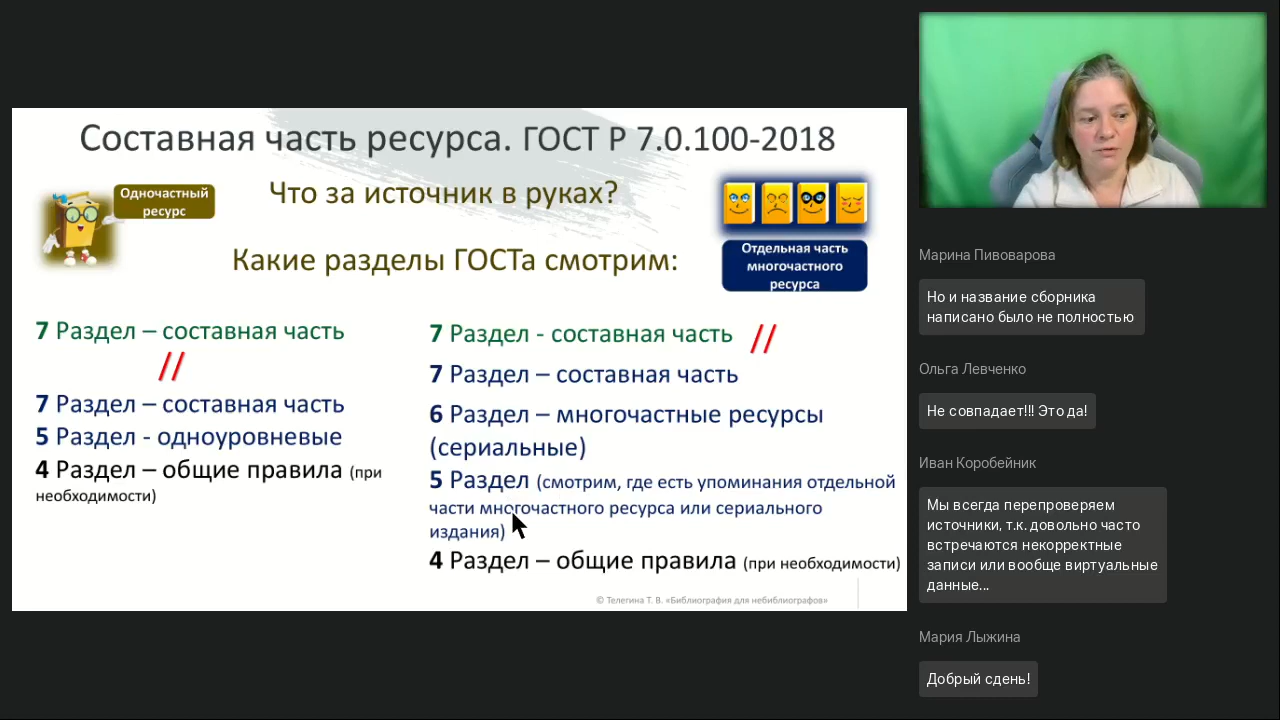 Составная часть ресурса. ГОСТ Р 7.0.100-2018
Одночастный
ресурс
Что за источник в руках?
Отдельная часть
многочастного
ресурса
Какие разделы ГОСТа смотрим:
7 Раздел – составная часть
//
7 Раздел – составная часть
5 Раздел - одноуровневые
4 Раздел – общие правила (при
необходимости)
7 Раздел - составная часть //
7 Раздел – составная часть
6 Раздел – многочастные ресурсы
(сериальные)
5 Раздел (смотрим, где есть упоминания отдельной
части многочастного ресурса или сериального
издания)
4 Раздел – общие правила (при необходимости)
© Телегина Т. В. «Библиография для небиблиографов»
Марина Пивоварова
Но и название сборника
написано было не полностью
Ольга Левченко
Не совпадает!!! Это да!
Иван Коробейник
Мы всегда перепроверяем
источники, т.к. довольно часто
встречаются некорректные
записи или вообще виртуальные
данные...
Мария Лыжина
Добрый сдень!